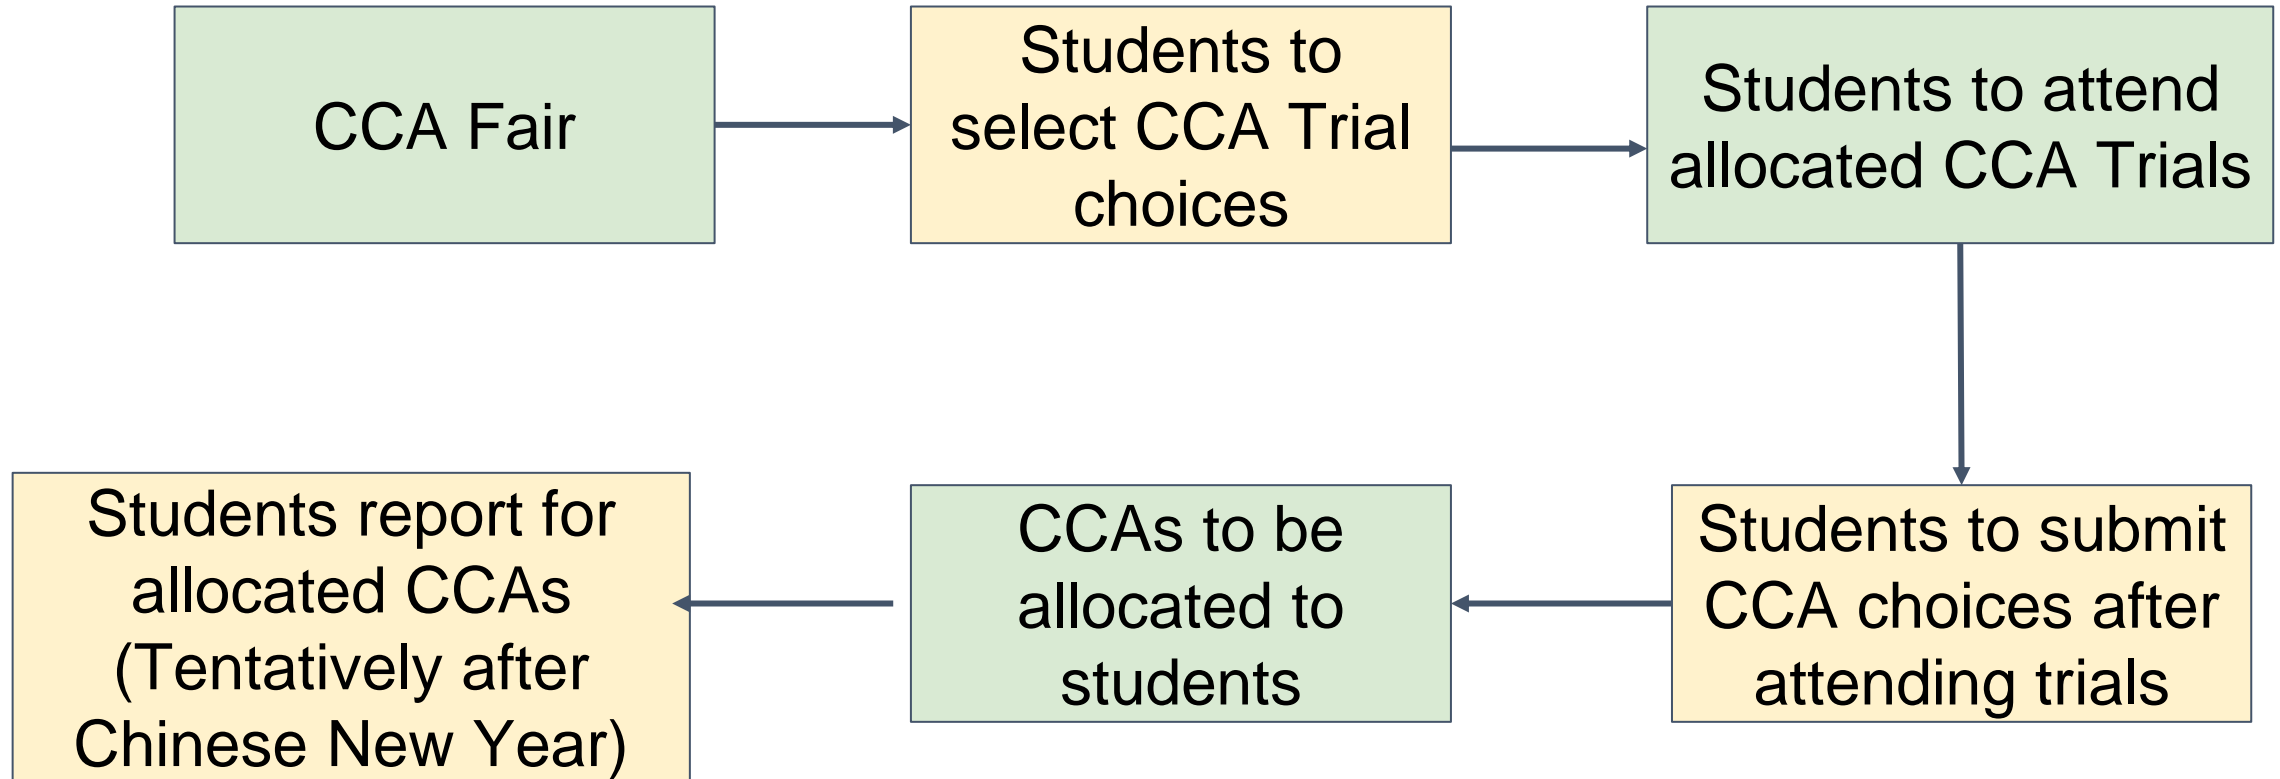 CCA Fair
Students to
select CCA Trial
choices
Students to attend
allocated CCA Trials
Students to submit
CCA choices after
attending trials
CCAs to be
allocated to
students
Students report for
allocated CCAs
(Tentatively after
Chinese New Year)